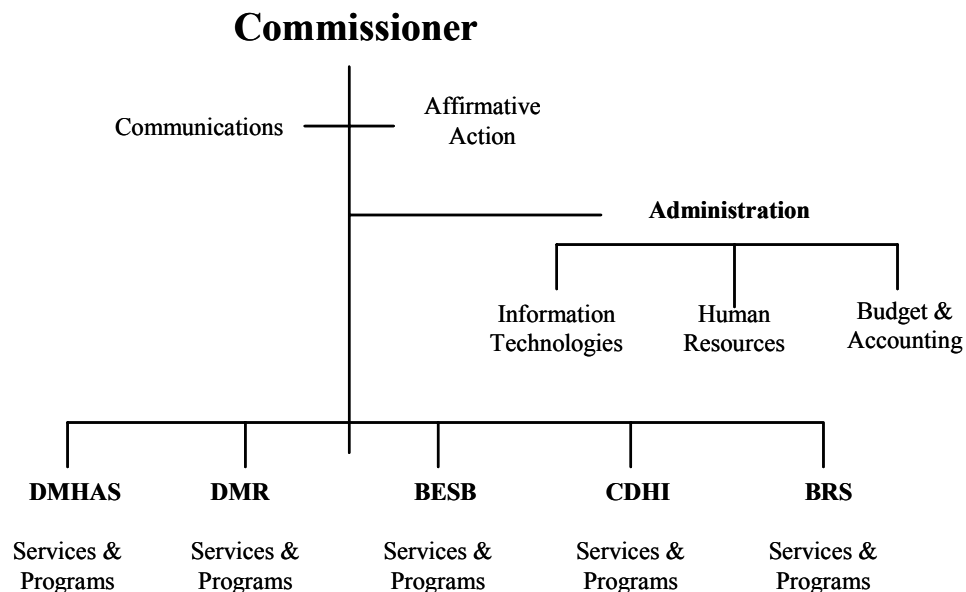 Commissioner
Communications
Affirmative
Action
Administration
Information
Technologies
Human
Resources
Budget &
Accounting
DMHAS
DMR
BESB
CDHI
BRS
Services &
Programs
Services &
Programs
Services &
Programs
Services &
Programs
Services &
Programs